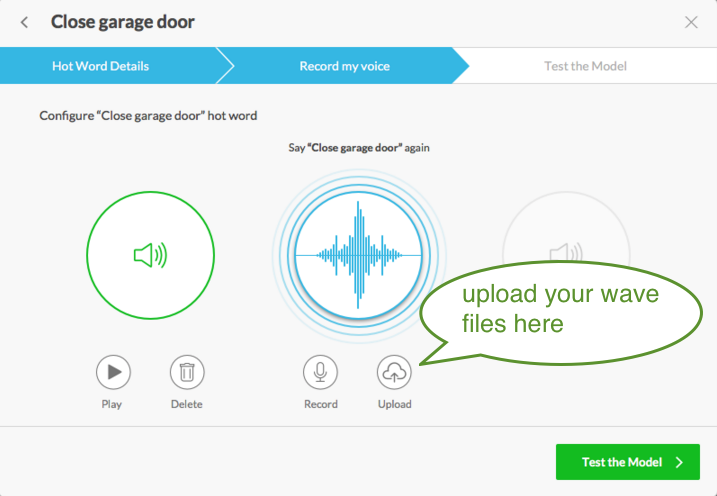 Close garage door
Hot Word Details
Record my voice
Test the Model
Configure “Close garage door” hot word
Say “Close garage door” again
upload your wave
files here
Play
Delete
Record
Upload
Test the Model